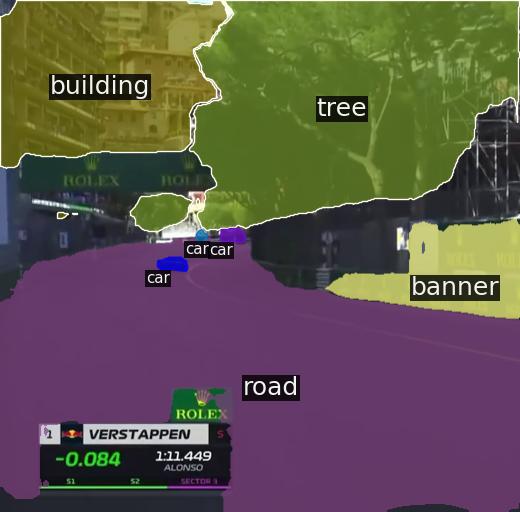 building
tree
ROLEX ROLEX
car car
car
banner
road
ROLEX
1 VERSTAPPEN S
-0.084 1:11.449
ALONSO
S1 S2 SECTOR 3